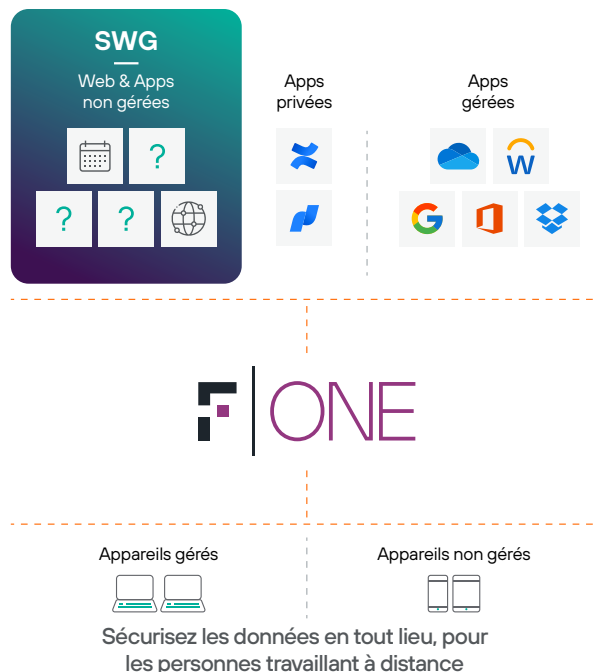 SWG
Web & Apps
non gérées
?
? ?
Apps
privées
Apps
gérées
W
G
F|ONE
Appareils gérés
Appareils non gérés
Sécurisez les données en tout lieu, pour
les personnes travaillant à distance